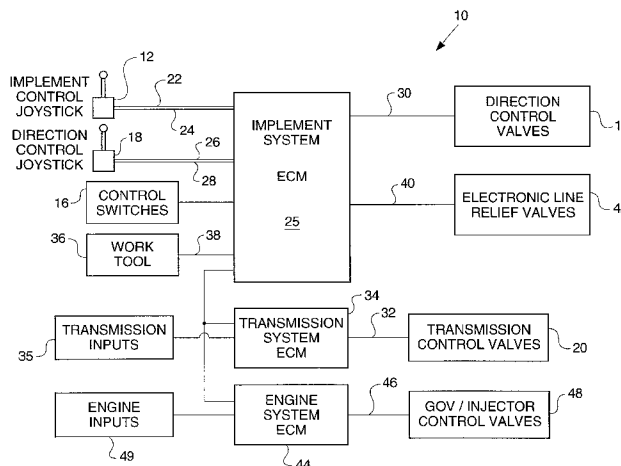 10
12
IMPLEMENT
CONTROL
JOYSTICK
22
24
DIRECTION
CONTROL
JOYSTICK
18
26
28
16
CONTROL
SWITCHES
36
WORK
TOOL
38
IMPLEMENT
SYSTEM
ECM
25
30
DIRECTION
CONTROL
VALVES
1
40
ELECTRONIC LINE
RELIEF VALVES
4
34
TRANSMISSION
INPUTS
35
TRANSMISSION
SYSTEM
ECM
32
TRANSMISSION
CONTROL VALVES
20
ENGINE
INPUTS
49
ENGINE
SYSTEM
ECM
44
46
GOV / INJECTOR
CONTROL VALVES
48